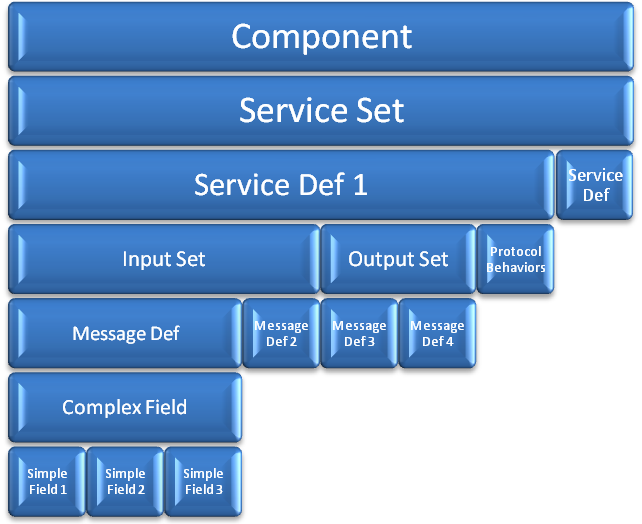 Component
Service Set
Service Def 1
Service
Def
Input Set
Output Set
Protocol
Behaviors
Message Def
Message
Def 2
Message
Def 3
Message
Def 4
Complex Field
Simple
Field 1
Simple
Field 2
Simple
Field 3